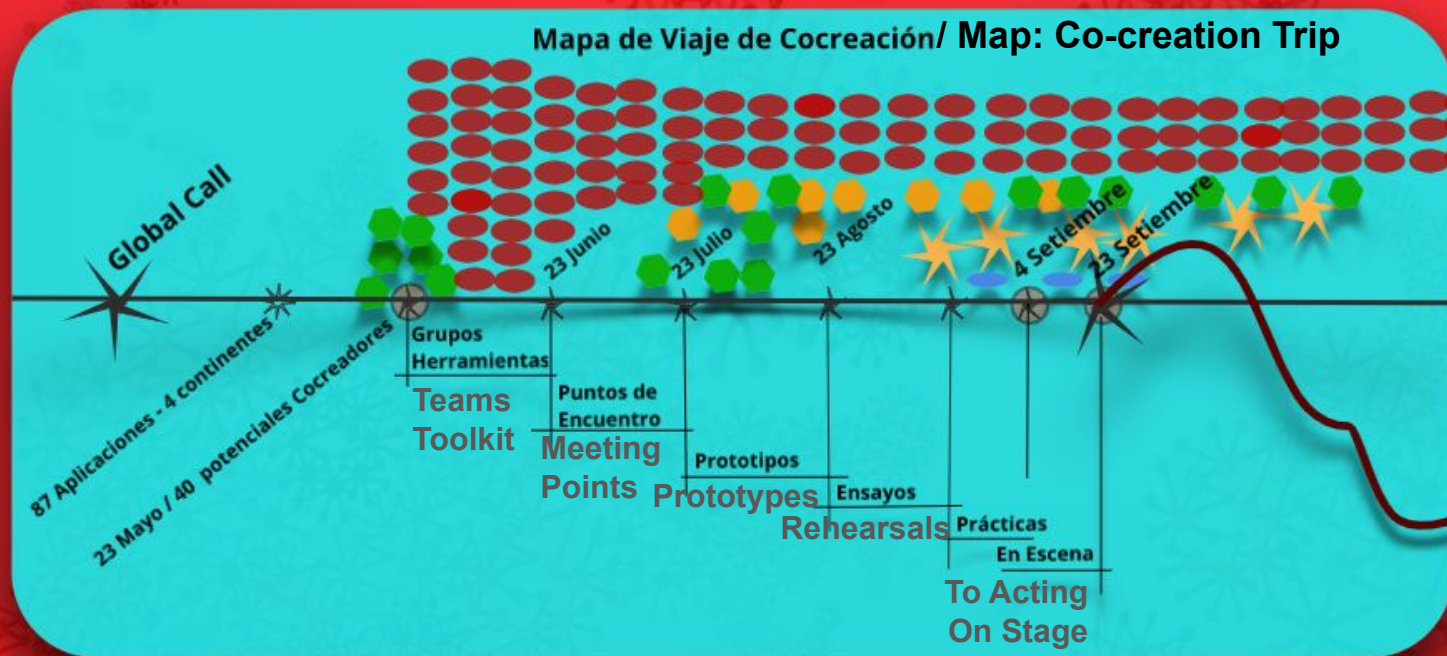 Mapa de Viaje de Cocreación/ Map: Co-creation Trip
Global Call
87 Aplicaciones - 4 continentes
23 Mayo / 40 potenciales Cocreadores
23 Junio
23 Julio
23 Agosto
4 Setiembre
23 Setiembre
Grupos
Herramientas
Teams
Toolkit
Puntos de
Encuentro
Meeting
Points
Prototipos
Prototypes
Ensayos
Rehearsals
Prácticas
En Escena
To Acting
On Stage